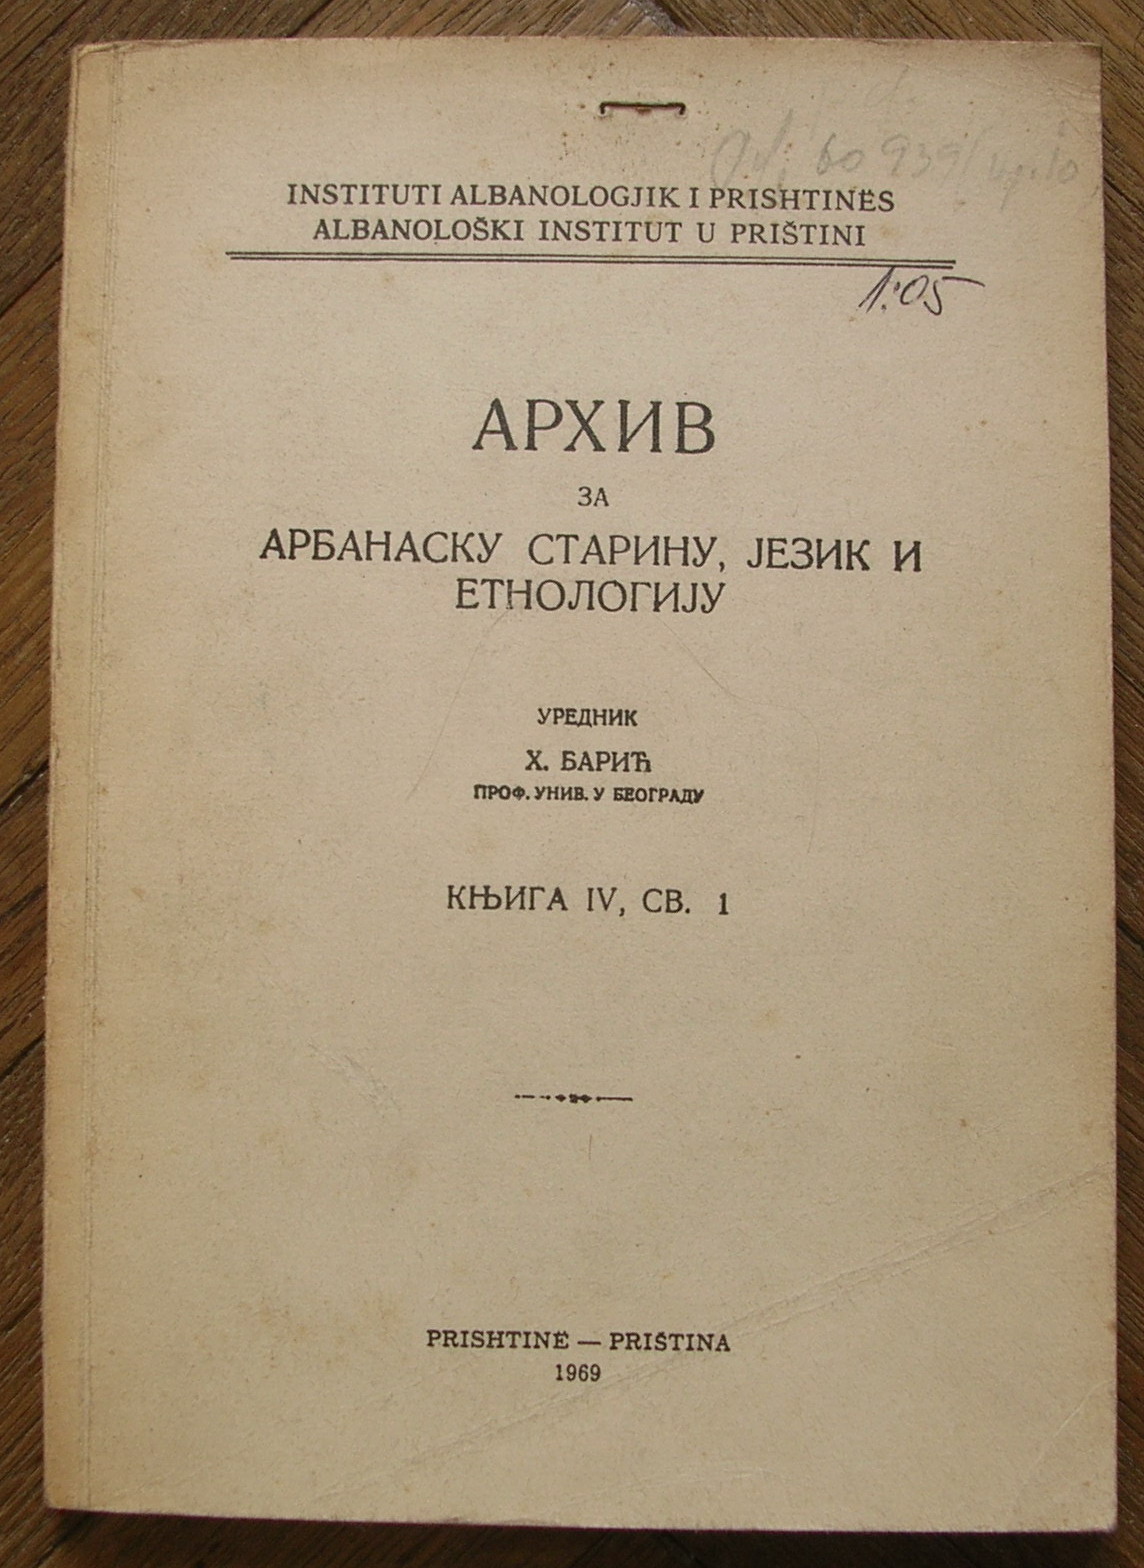 INSTITUTI ALBANOLOGJIK I PRISHTINËS
ALBANOLOŠKI INSTITUT U PRIŠTINI
1.05
АРХИВ
ЗА
АРБАНАСКУ СТАРИНУ, ЈЕЗИК И
ЕТНОЛОГИЈУ
УРЕДНИК
Х. БАРИЋ
ПРОФ. УНИВ. У БЕОГРАДУ
КЊИГА IV, СВ. 1
PRISHTINË — PRIŠTINA
1969